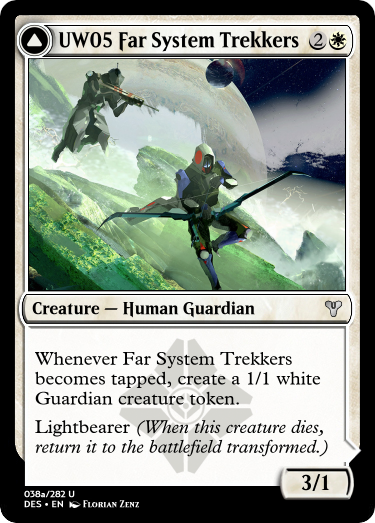 UW05 Far System Trekkers 2
Creature — Human Guardian
Whenever Far System Trekkers
becomes tapped, create a 1/1 white
Guardian creature token.
Lightbearer (When this creature dies,
return it to the battlefield transformed.)
3/1
038a/282 U
DES • EN Florian Zenz